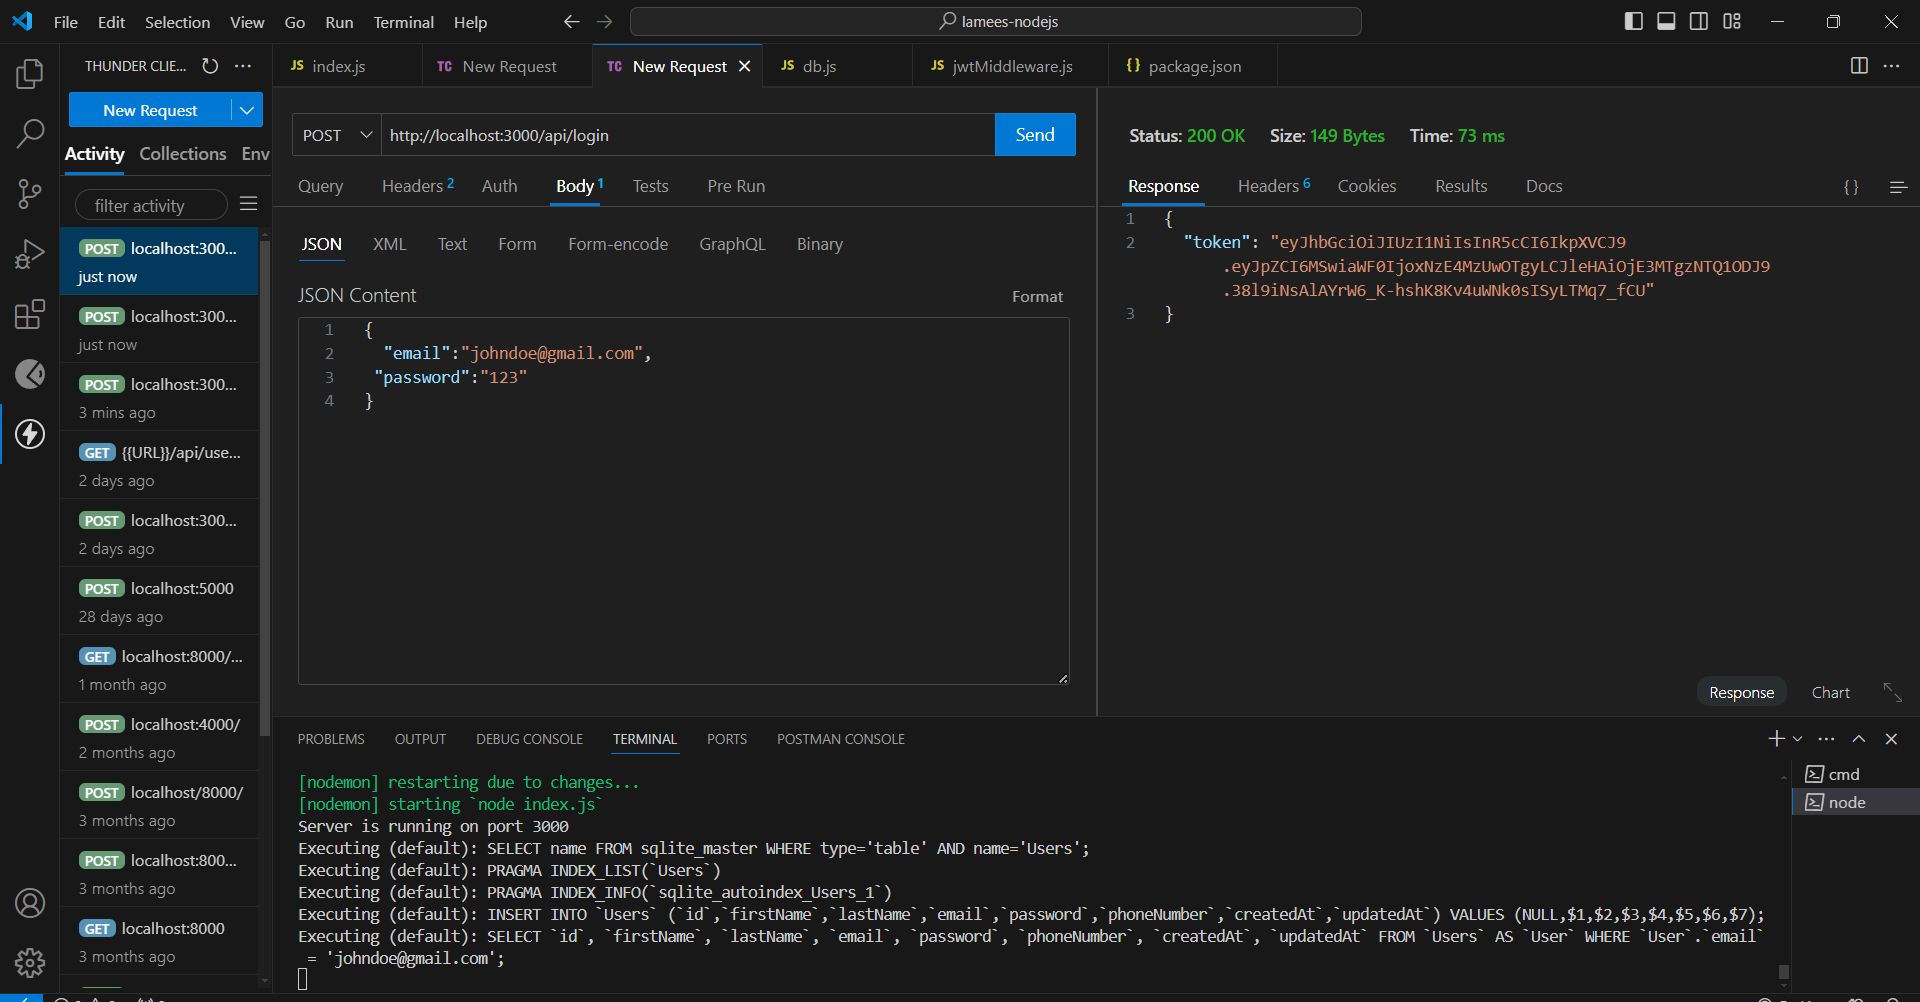 File Edit Selection View Go Run Terminal Help
lamees-nodejs
THUNDER CLIE...
JS index.js
TC New Request
TC New Request
JS db.js
JS jwtMiddleware.js
{} package.json
New Request
Activity Collections Env
filter activity
POST localhost:300...
just now
POST localhost:300...
just now
POST localhost:300...
3 mins ago
GET {{URL}}/api/use...
2 days ago
POST localhost:300...
2 days ago
POST localhost:5000
28 days ago
GET localhost:8000/...
1 month ago
POST localhost:4000/
2 months ago
POST localhost/8000/
3 months ago
POST localhost:800...
3 months ago
GET localhost:8000
3 months ago
POST http://localhost:3000/api/login Send
Query Headers 2 Auth Body 1 Tests Pre Run
JSON XML Text Form Form-encode GraphQL Binary
JSON Content Format
1 {
2 "email":"johndoe@gmail.com",
3 "password":"123"
4 }
Status: 200 OK Size: 149 Bytes Time: 73 ms
Response Headers 6 Cookies Results Docs { }
1 {
2 "token": "eyJhbGciOiJIUzI1NiIsInR5cCI6IkpXVCJ9
.eyJpZCI6MSwiaWF0IjoxNzE4MzUwOTgyLCJleHAiOjE3MTgzNTQ1ODJ9
.38l9iNsAlAYrW6_K-hshK8Kv4uWNk0sISyLTMq7_fCU"
3 }
Response Chart
PROBLEMS OUTPUT DEBUG CONSOLE TERMINAL PORTS POSTMAN CONSOLE
[nodemon] restarting due to changes...
[nodemon] starting `node index.js`
Server is running on port 3000
Executing (default): SELECT name FROM sqlite_master WHERE type='table' AND name='Users';
Executing (default): PRAGMA INDEX_LIST(`Users`)
Executing (default): PRAGMA INDEX_INFO(`sqlite_autoindex_Users_1`)
Executing (default): INSERT INTO `Users` (`id`,`firstName`,`lastName`,`email`,`password`,`phoneNumber`,`createdAt`,`updatedAt`) VALUES (NULL,$1,$2,$3,$4,$5,$6,$7);
Executing (default): SELECT `id`, `firstName`, `lastName`, `email`, `password`, `phoneNumber`, `createdAt`, `updatedAt` FROM `Users` AS `User` WHERE `User`.`email`
= 'johndoe@gmail.com';
cmd
node